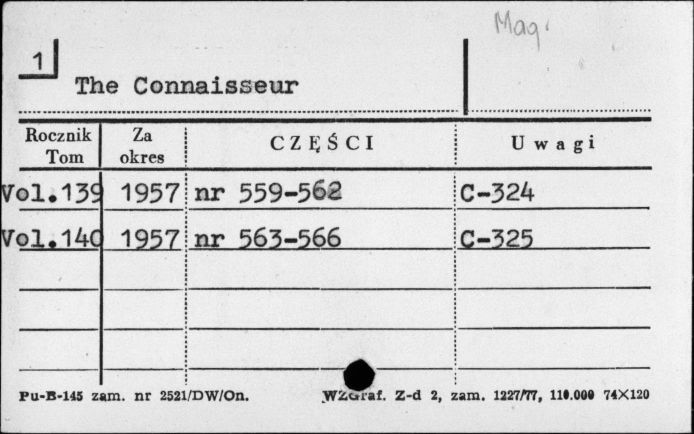 Mag.
1
The Connaisseur
Rocznik Tom Za okres CZĘŚCI Uwagi
Vol.139 1957 nr 559-562 C-324
Vol.140 1957 nr 563-566 C-325
Pu-B-145 zam. nr 2521/DW/On. WZGraf. Z-d 2, zam. 1227/77, 110.000 74×120